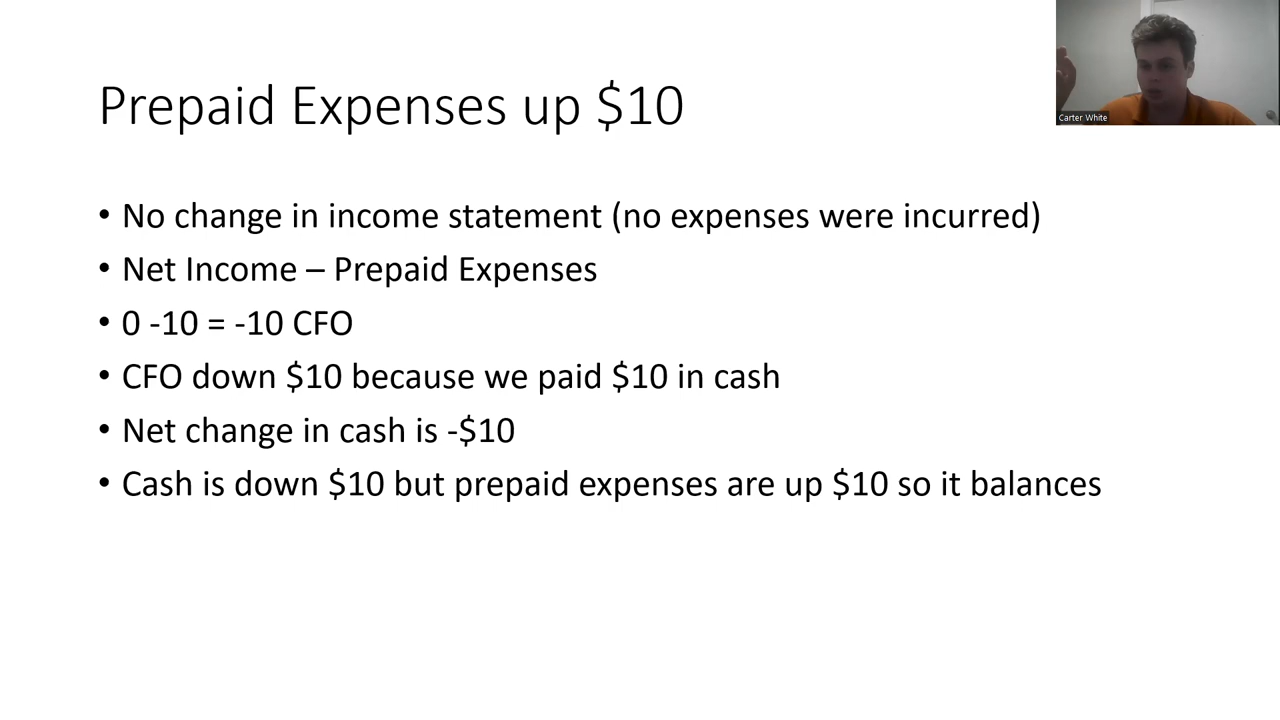 Carter White
Prepaid Expenses up $10
• No change in income statement (no expenses were incurred)
• Net Income – Prepaid Expenses
• 0 -10 = -10 CFO
• CFO down $10 because we paid $10 in cash
• Net change in cash is -$10
• Cash is down $10 but prepaid expenses are up $10 so it balances